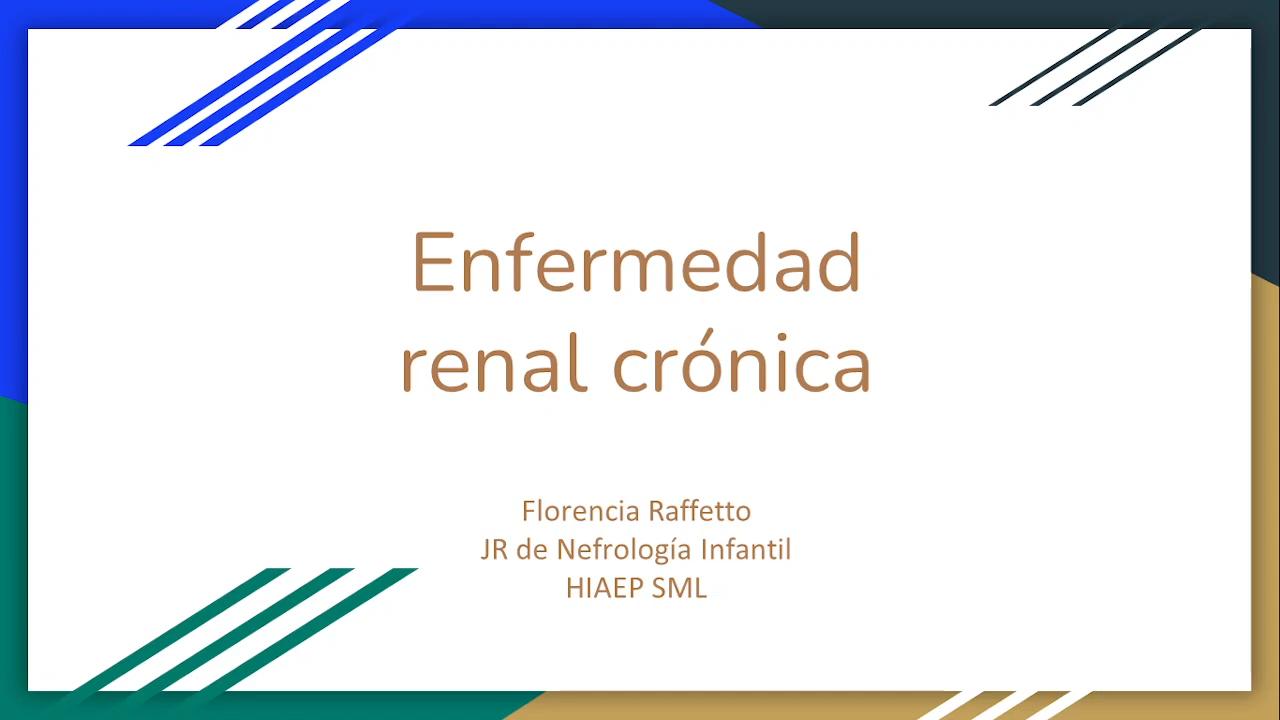 Enfermedad
renal crónica
Florencia Raffetto
JR de Nefrología Infantil
HIAEP SML